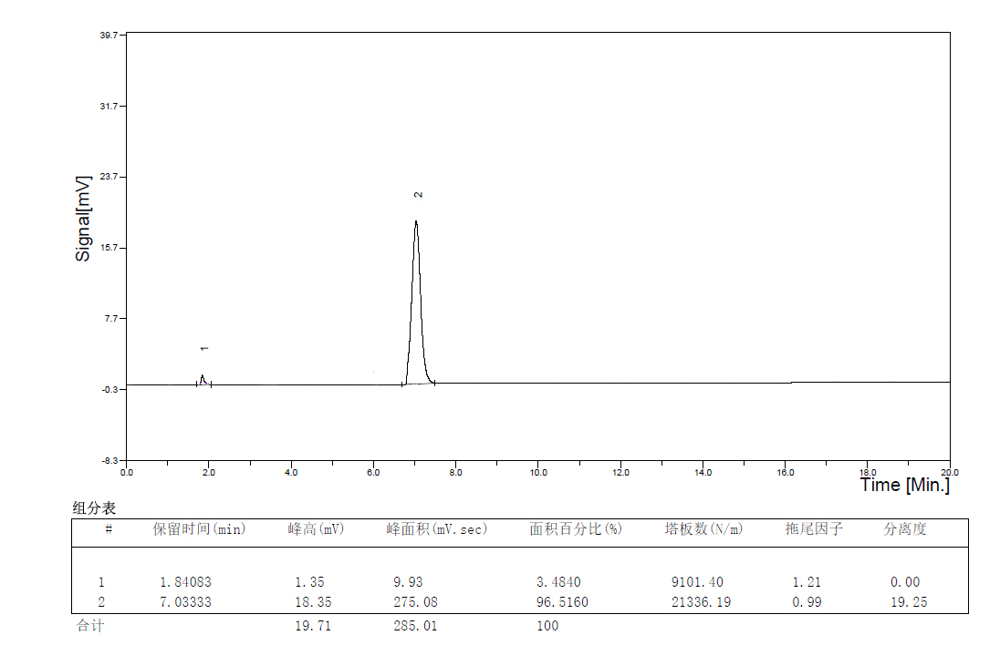 39.7
31.7
23.7
15.7
7.7
-0.3
-8.3
Signal[mV]
1
2
0.0 2.0 4.0 6.0 8.0 10.0 12.0 14.0 16.0 18.0 20.0
Time [Min.]
组分表
# 保留时间(min) 峰高(mV) 峰面积(mV.sec) 面积百分比(%) 塔板数(N/m) 拖尾因子 分离度
1 1.84083 1.35 9.93 3.4840 9101.40 1.21 0.00
2 7.03333 18.35 275.08 96.5160 21336.19 0.99 19.25
合计 19.71 285.01 100